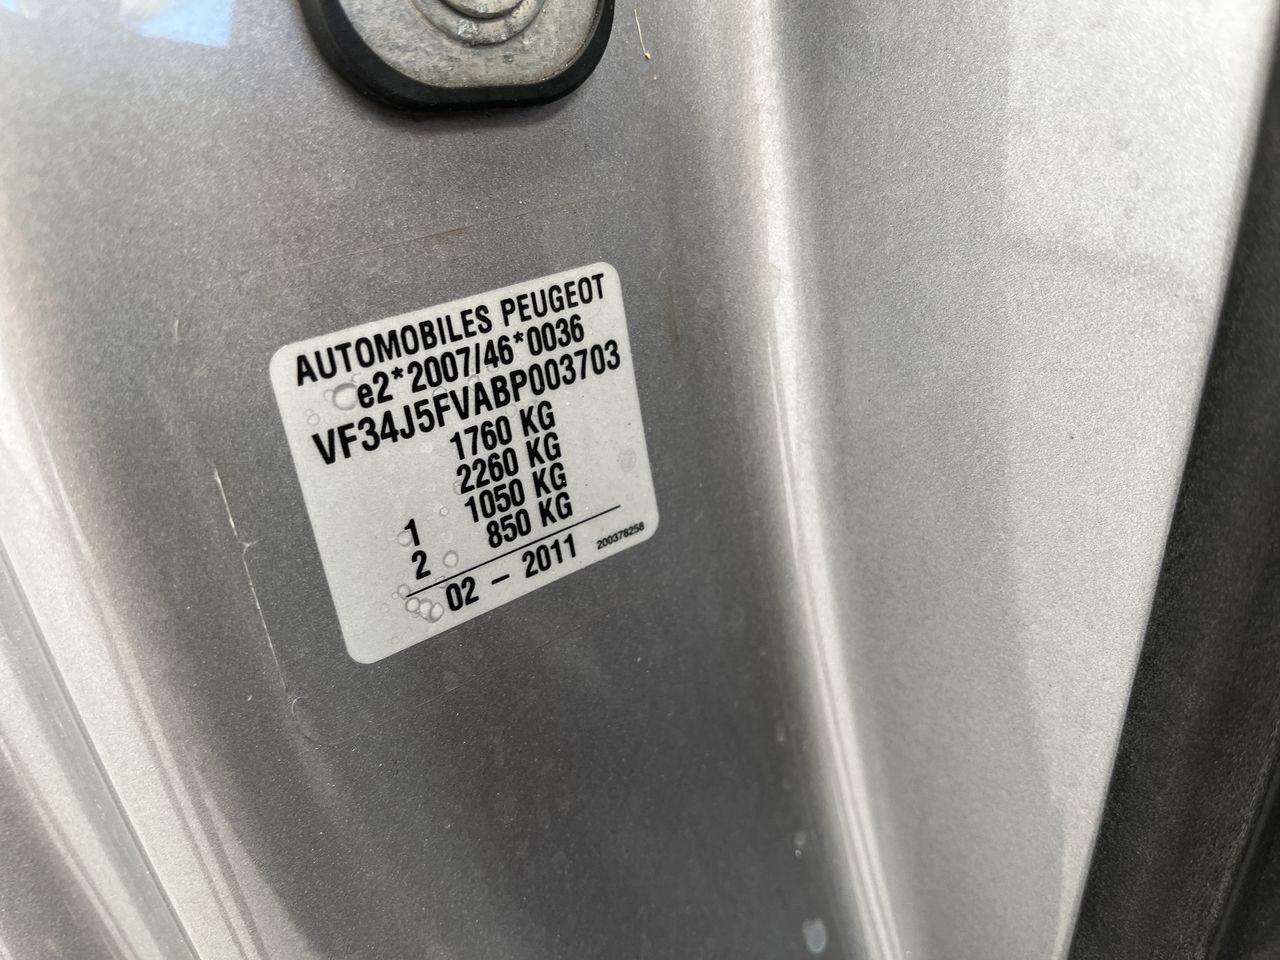 AUTOMOBILES PEUGEOT
e2*2007/46*0036
VF34J5FVABP003703
1760 KG
2260 KG
1 1050 KG
2 850 KG
02 - 2011 200378258